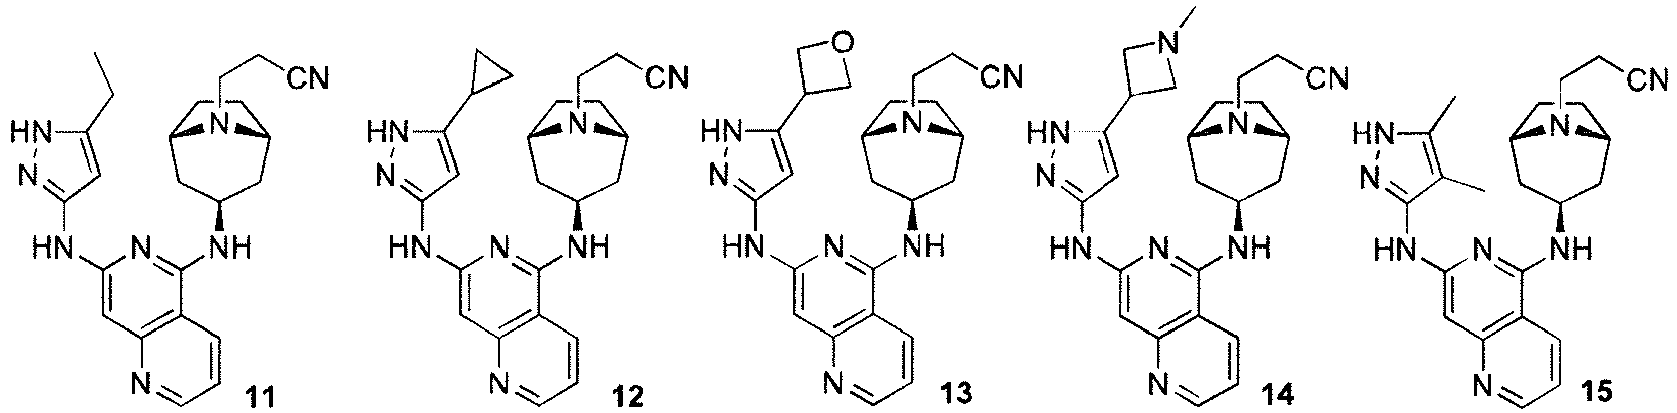 CN CN O CN N CN CN
HN N HN N HN N HN N HN N
N N N N N
HN N NH HN N NH HN N NH HN N NH HN N NH
N 11 N 12 N 13 N 14 N 15